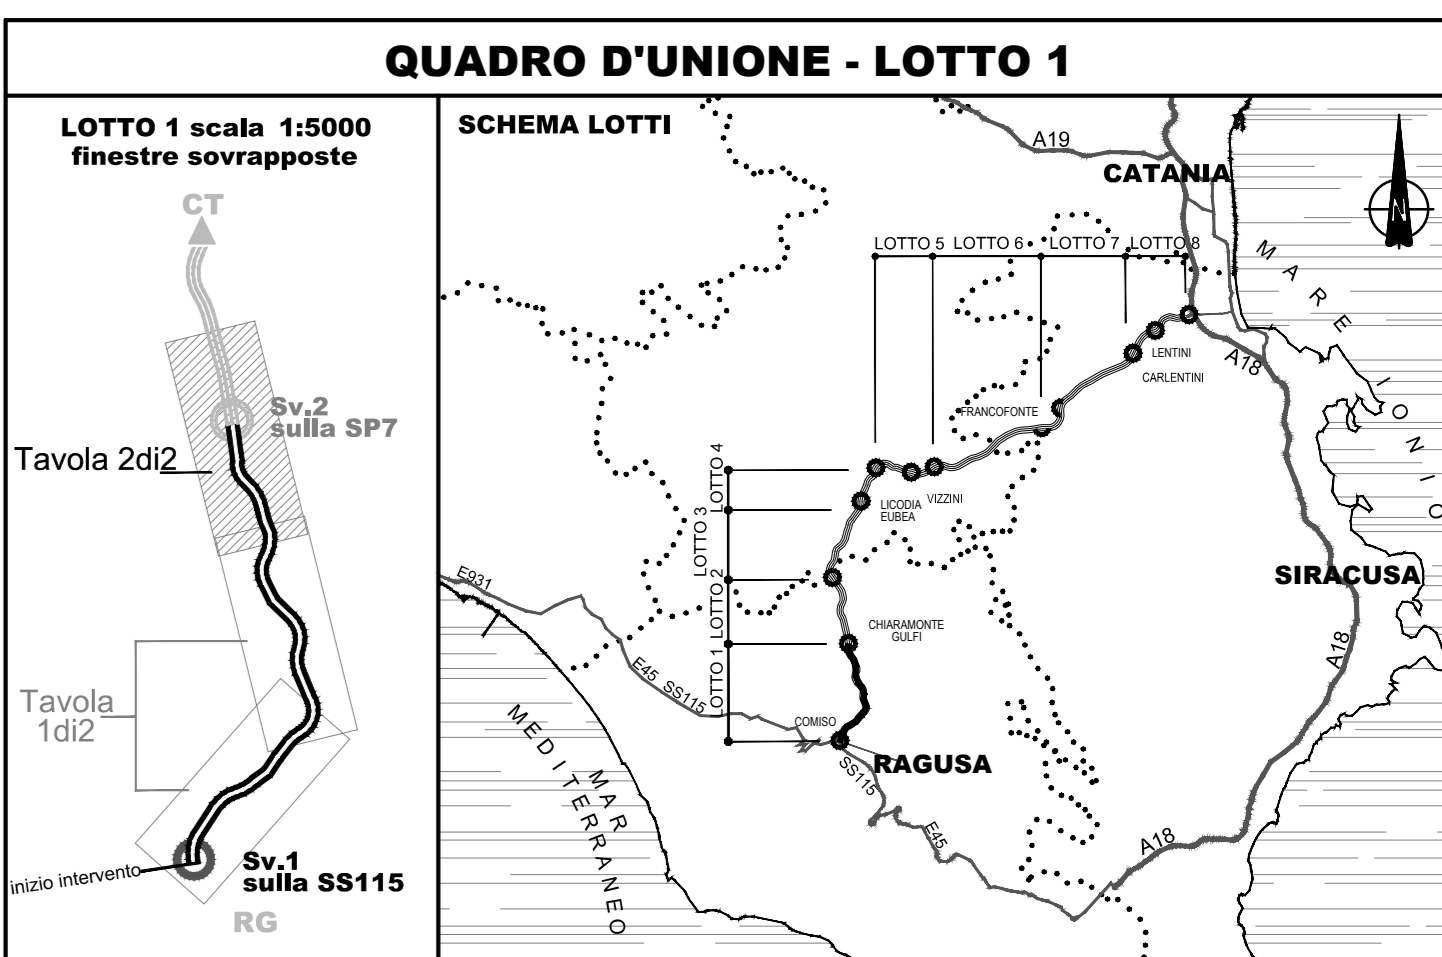 QUADRO D'UNIONE - LOTTO 1
LOTTO 1 scala 1:5000
finestre sovrapposte
CT
Sv.2
sulla SP7
Tavola 2di2
Tavola
1di2
inizio intervento
Sv.1
sulla SS115
RG
SCHEMA LOTTI
A19
CATANIA
N
LOTTO 5
LOTTO 6
LOTTO 7
LOTTO 8
MARE
IONIO
LENTINI
CARLENTINI
A18
FRANCOFONTE
LOTTO 4
LOTTO 3
LOTTO 2
LOTTO 1
VIZZINI
LICODIA
EUBEA
E931
SIRACUSA
CHIARAMONTE
GULFI
E45
SS115
COMISO
RAGUSA
SS115
E45
A18
A18
MAR
MEDITERRANEO